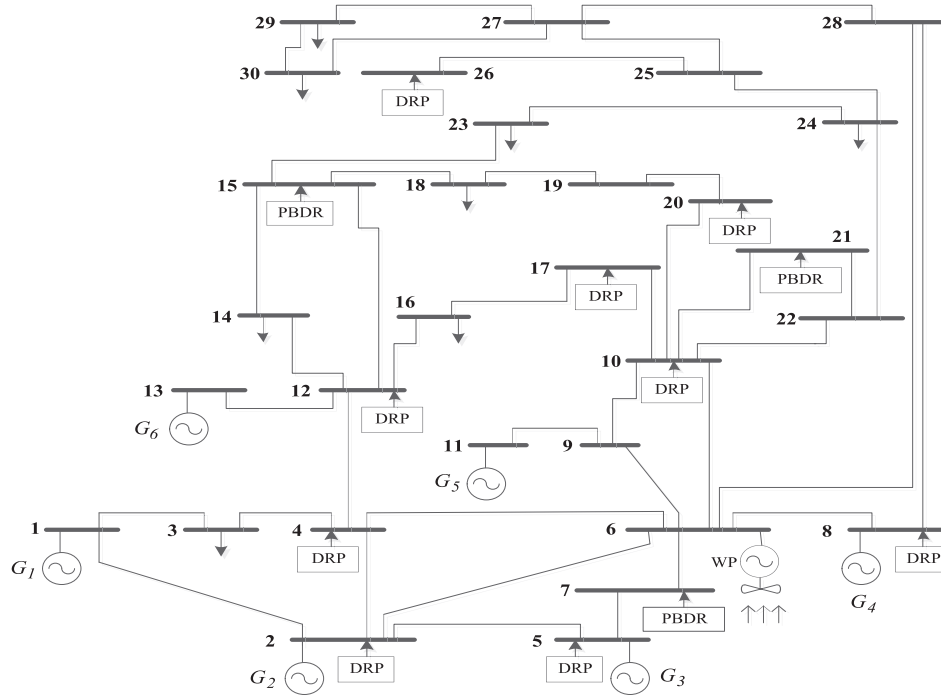 29 27 28
30 26 25
DRP
23 24
15 18 19
PBDR
20
DRP
21
17
PBDR
DRP
14 16 22
10
13 12
DRP
DRP
G6
11 9
G5
1 3 4 6 8
DRP WP DRP
G1
7
G4
PBDR
2 5
DRP DRP
G2 G3